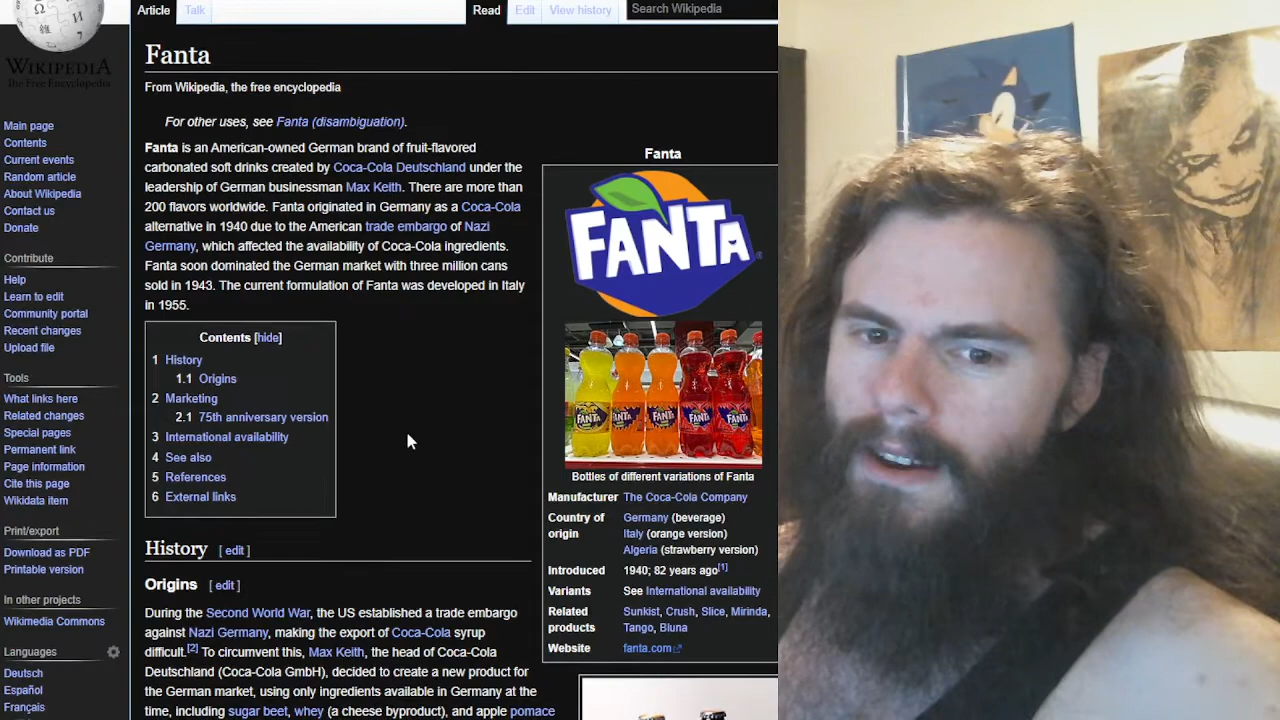 WIKIPEDIA
The Free Encyclopedia
Main page
Contents
Current events
Random article
About Wikipedia
Contact us
Donate
Contribute
Help
Learn to edit
Community portal
Recent changes
Upload file
Tools
What links here
Related changes
Special pages
Permanent link
Page information
Cite this page
Wikidata item
Print/export
Download as PDF
Printable version
In other projects
Wikimedia Commons
Languages
Deutsch
Español
Français
Article Talk Read Edit View history Search Wikipedia
Fanta
From Wikipedia, the free encyclopedia
For other uses, see Fanta (disambiguation).
Fanta is an American-owned German brand of fruit-flavored
carbonated soft drinks created by Coca-Cola Deutschland under the
leadership of German businessman Max Keith. There are more than
200 flavors worldwide. Fanta originated in Germany as a Coca-Cola
alternative in 1940 due to the American trade embargo of Nazi
Germany, which affected the availability of Coca-Cola ingredients.
Fanta soon dominated the German market with three million cans
sold in 1943. The current formulation of Fanta was developed in Italy
in 1955.
Contents [hide]
1 History
1.1 Origins
2 Marketing
2.1 75th anniversary version
3 International availability
4 See also
5 References
6 External links
History [ edit ]
Origins [ edit ]
During the Second World War, the US established a trade embargo
against Nazi Germany, making the export of Coca-Cola syrup
difficult.[2] To circumvent this, Max Keith, the head of Coca-Cola
Deutschland (Coca-Cola GmbH), decided to create a new product for
the German market, using only ingredients available in Germany at the
time, including sugar beet, whey (a cheese byproduct), and apple pomace
Fanta
FANTA
FANTA FANTA FANTA FANTA FANTA
Bottles of different variations of Fanta
Manufacturer The Coca-Cola Company
Country of origin Germany (beverage)
Italy (orange version)
Algeria (strawberry version)
Introduced 1940; 82 years ago[1]
Variants See International availability
Related products Sunkist, Crush, Slice, Mirinda,
Tango, Bluna
Website fanta.com